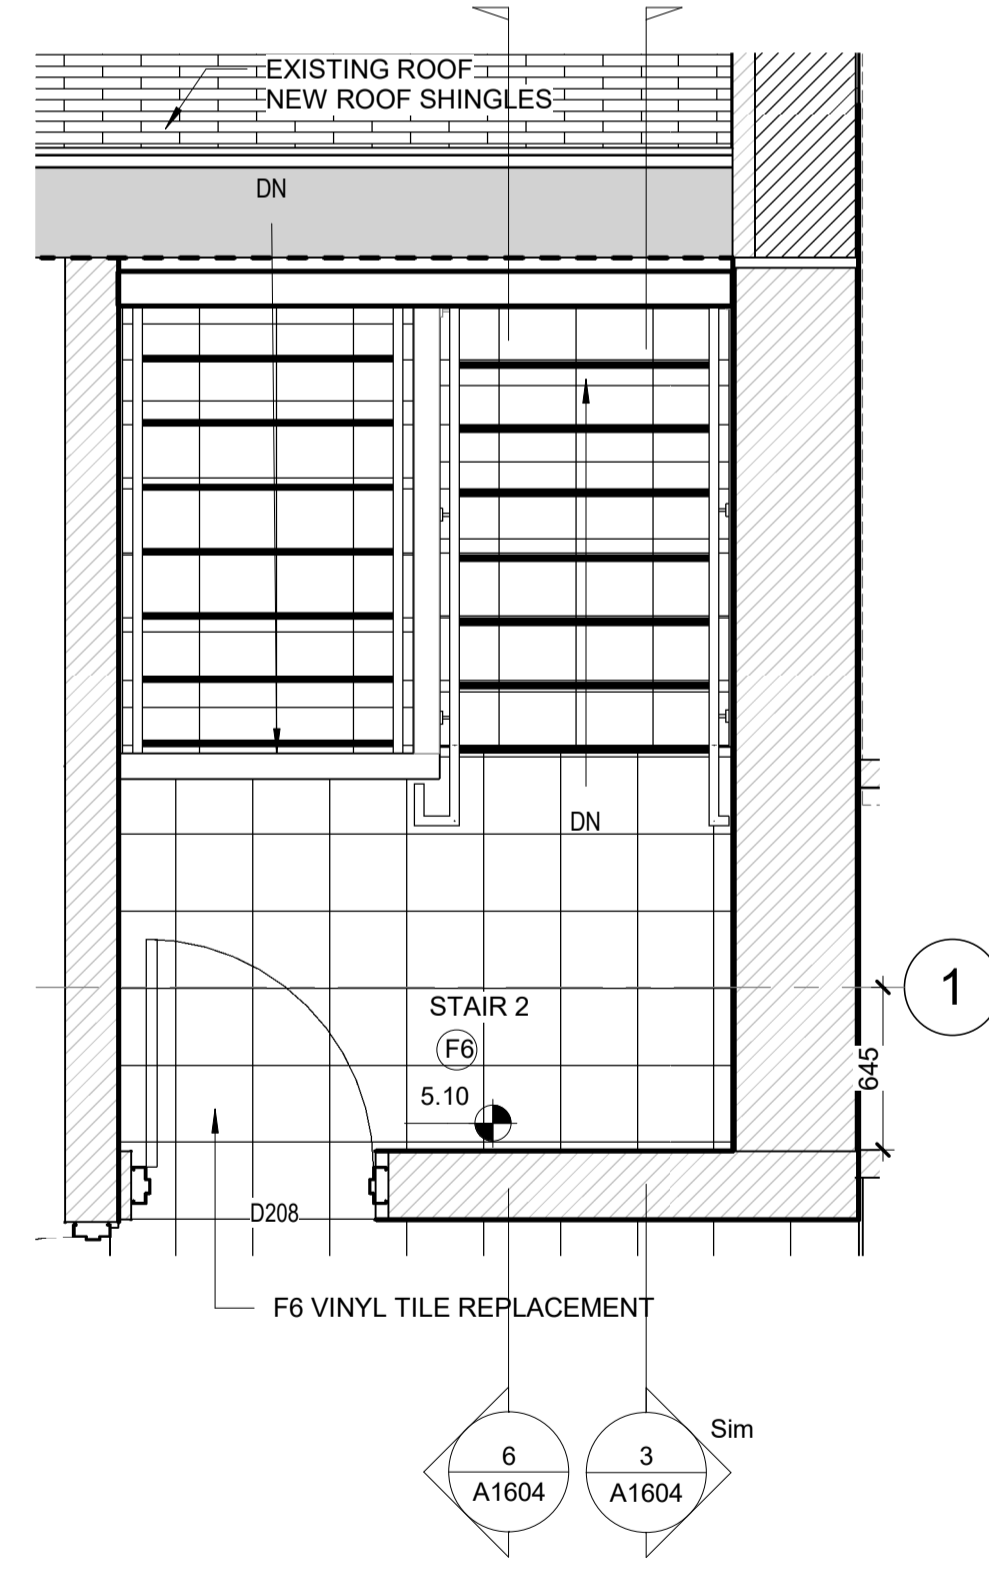 EXISTING ROOF
NEW ROOF SHINGLES
DN
DN
1
STAIR 2
F6
645
5.10
D208
F6 VINYL TILE REPLACEMENT
Sim
6
A1604
3
A1604